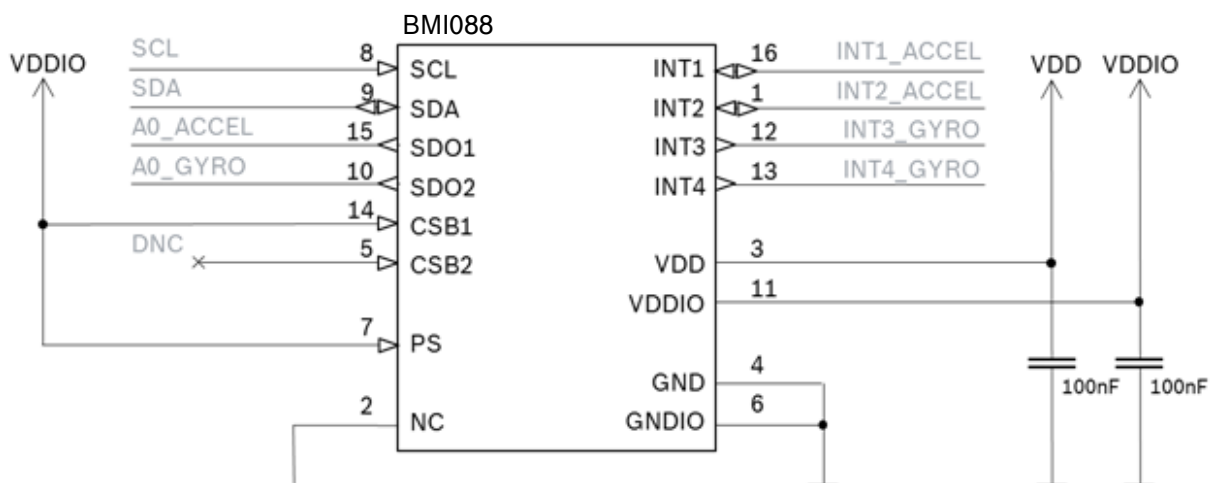 BMI088
VDDIO
SCL
8
SCL
SDA
9
SDA
A0_ACCEL
15
SDO1
A0_GYRO
10
SDO2
14
CSB1
DNC
5
CSB2
7
PS
2
NC
INT1
16
INT1_ACCEL
INT2
1
INT2_ACCEL
INT3
12
INT3_GYRO
INT4
13
INT4_GYRO
VDD
3
VDDIO
11
GND
4
GNDIO
6
VDD VDDIO
100nF 100nF